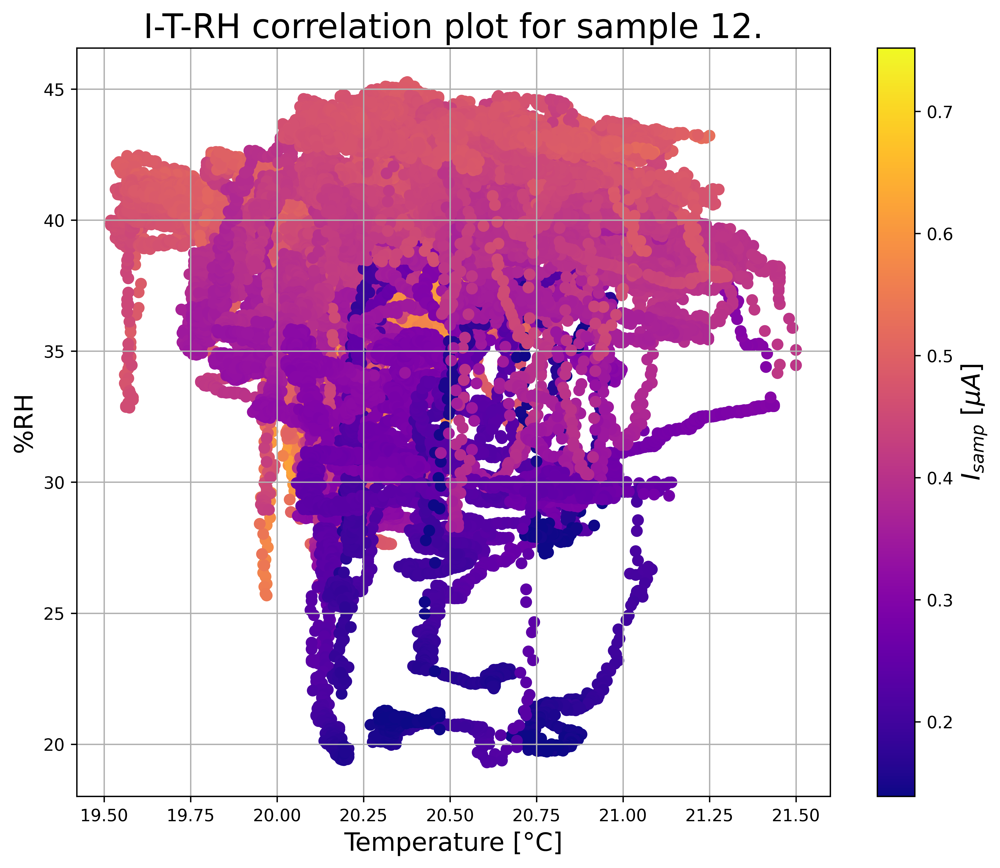 I-T-RH correlation plot for sample 12.
45
40
35
30
25
20
%RH
19.50 19.75 20.00 20.25 20.50 20.75 21.00 21.25 21.50
Temperature [°C]
0.7
0.6
0.5
0.4
0.3
0.2
I_samp [μA]